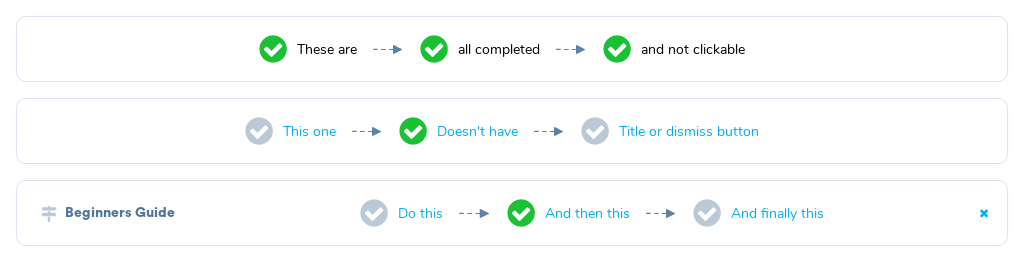 These are all completed and not clickable
This one Doesn't have Title or dismiss button
Beginners Guide Do this And then this And finally this